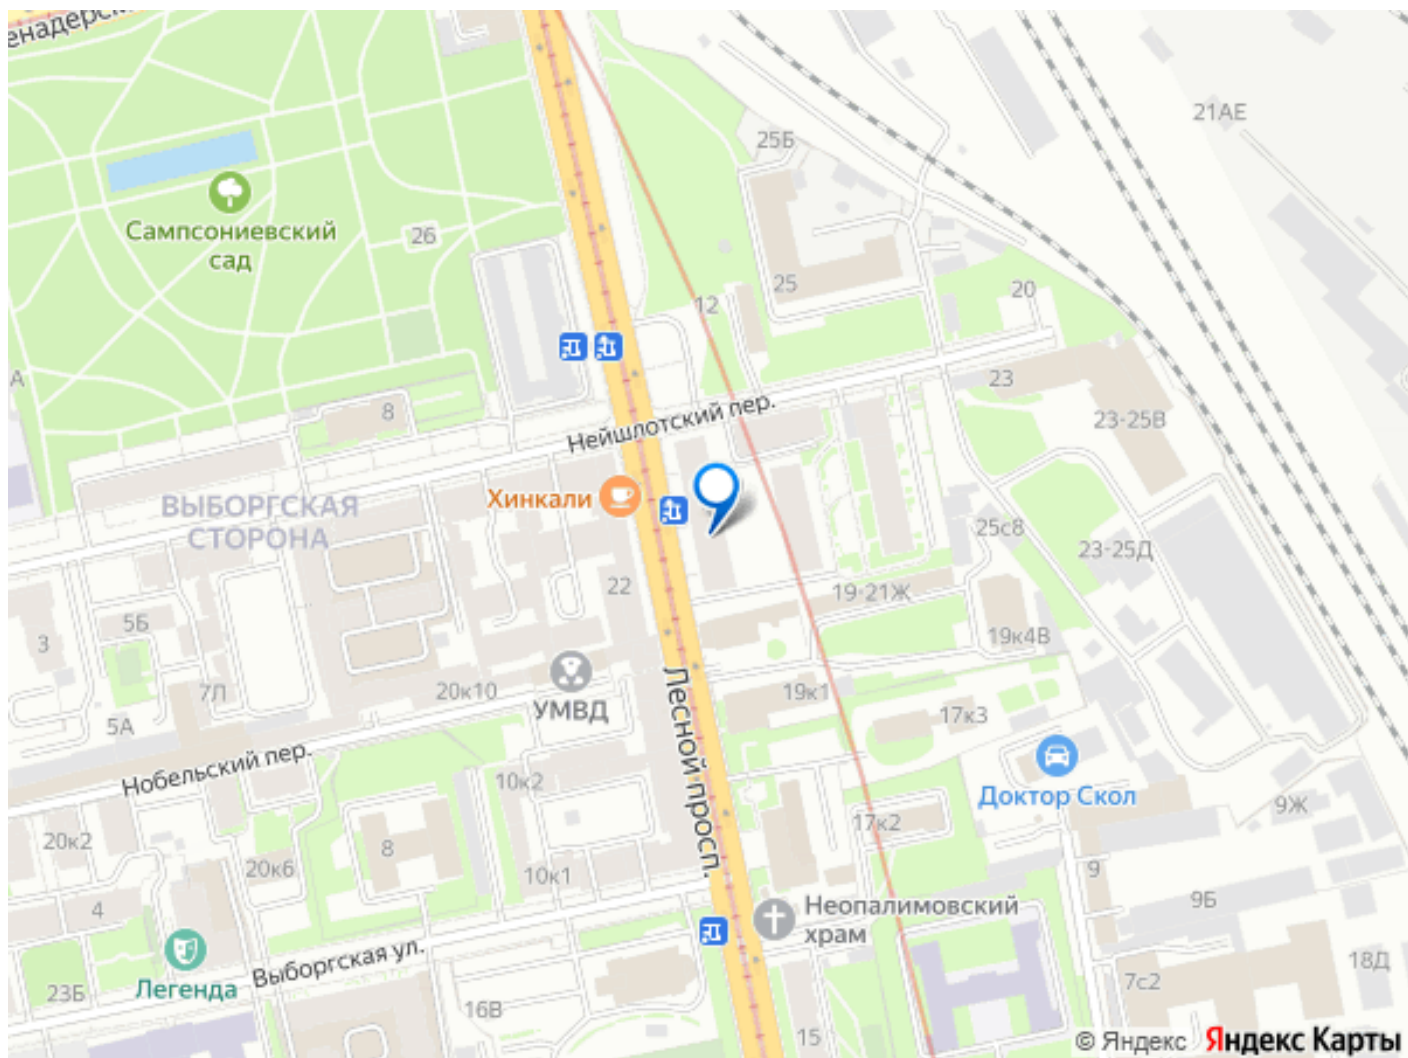 енадерск
21АЕ
25Б
Сампсониевский
сад
26
25
12
20
А
8
23
23-25В
Нейшлотский пер.
Хинкали
ВЫБОРГСКАЯ
СТОРОНА
25с8
23-25Д
22
19-21Ж
5Б
3
19к4В
7Л
20к10
УМВД
19к1
17к3
5А
Лесной просп.
Нобельский пер.
10к2
Доктор Скол
9Ж
20к2
8
17к2
20к6
10к1
9
4
Неопалимовский
храм
9Б
Выборгская ул.
Легенда
23Б
16В
18Д
7с2
15
© Яндекс Яндекс Карты